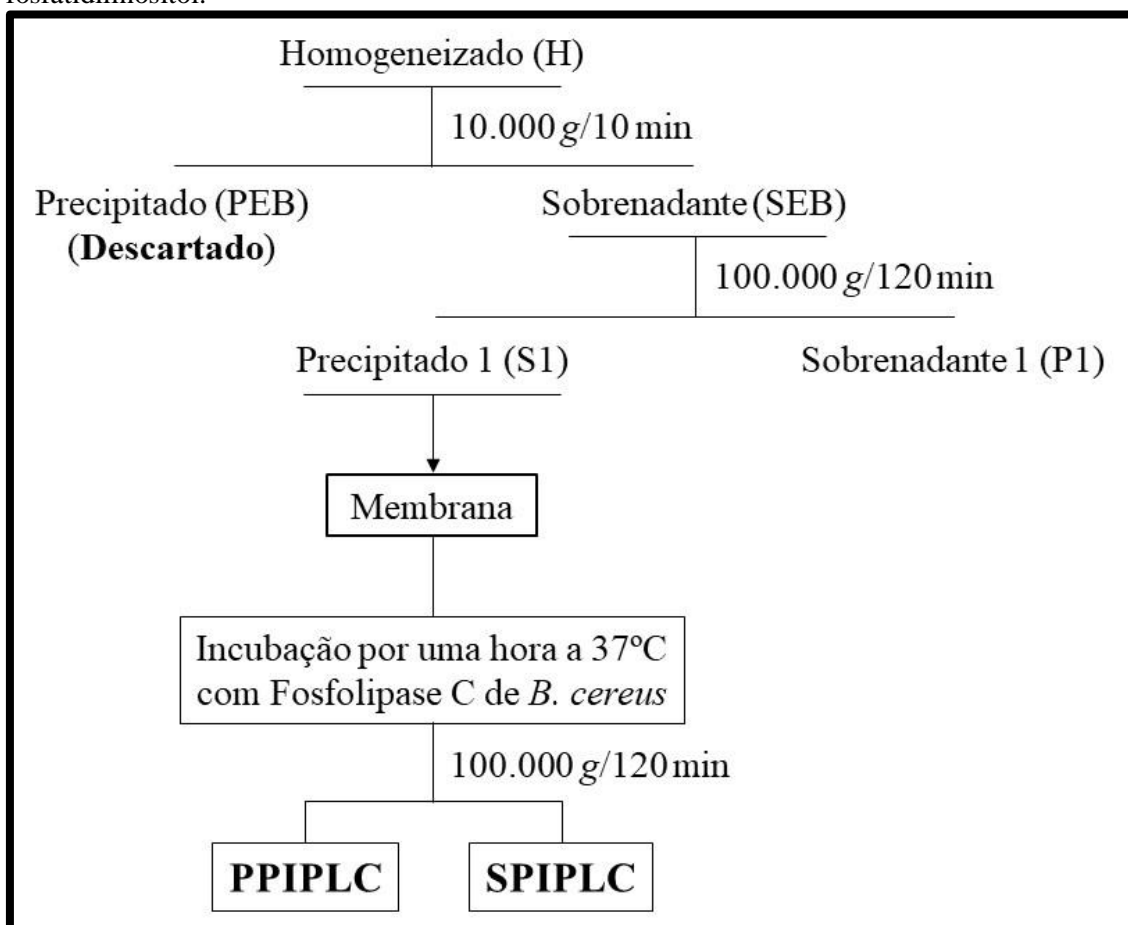 Homogeneizado (H)
10.000 g/10 min
Precipitado (PEB)
(Descartado)
Sobrenadante (SEB)
100.000 g/120 min
Precipitado 1 (S1)
Sobrenadante 1 (P1)
Membrana
Incubação por uma hora a 37ºC
com Fosfolipase C de B. cereus
100.000 g/120 min
PPIPLC
SPIPLC